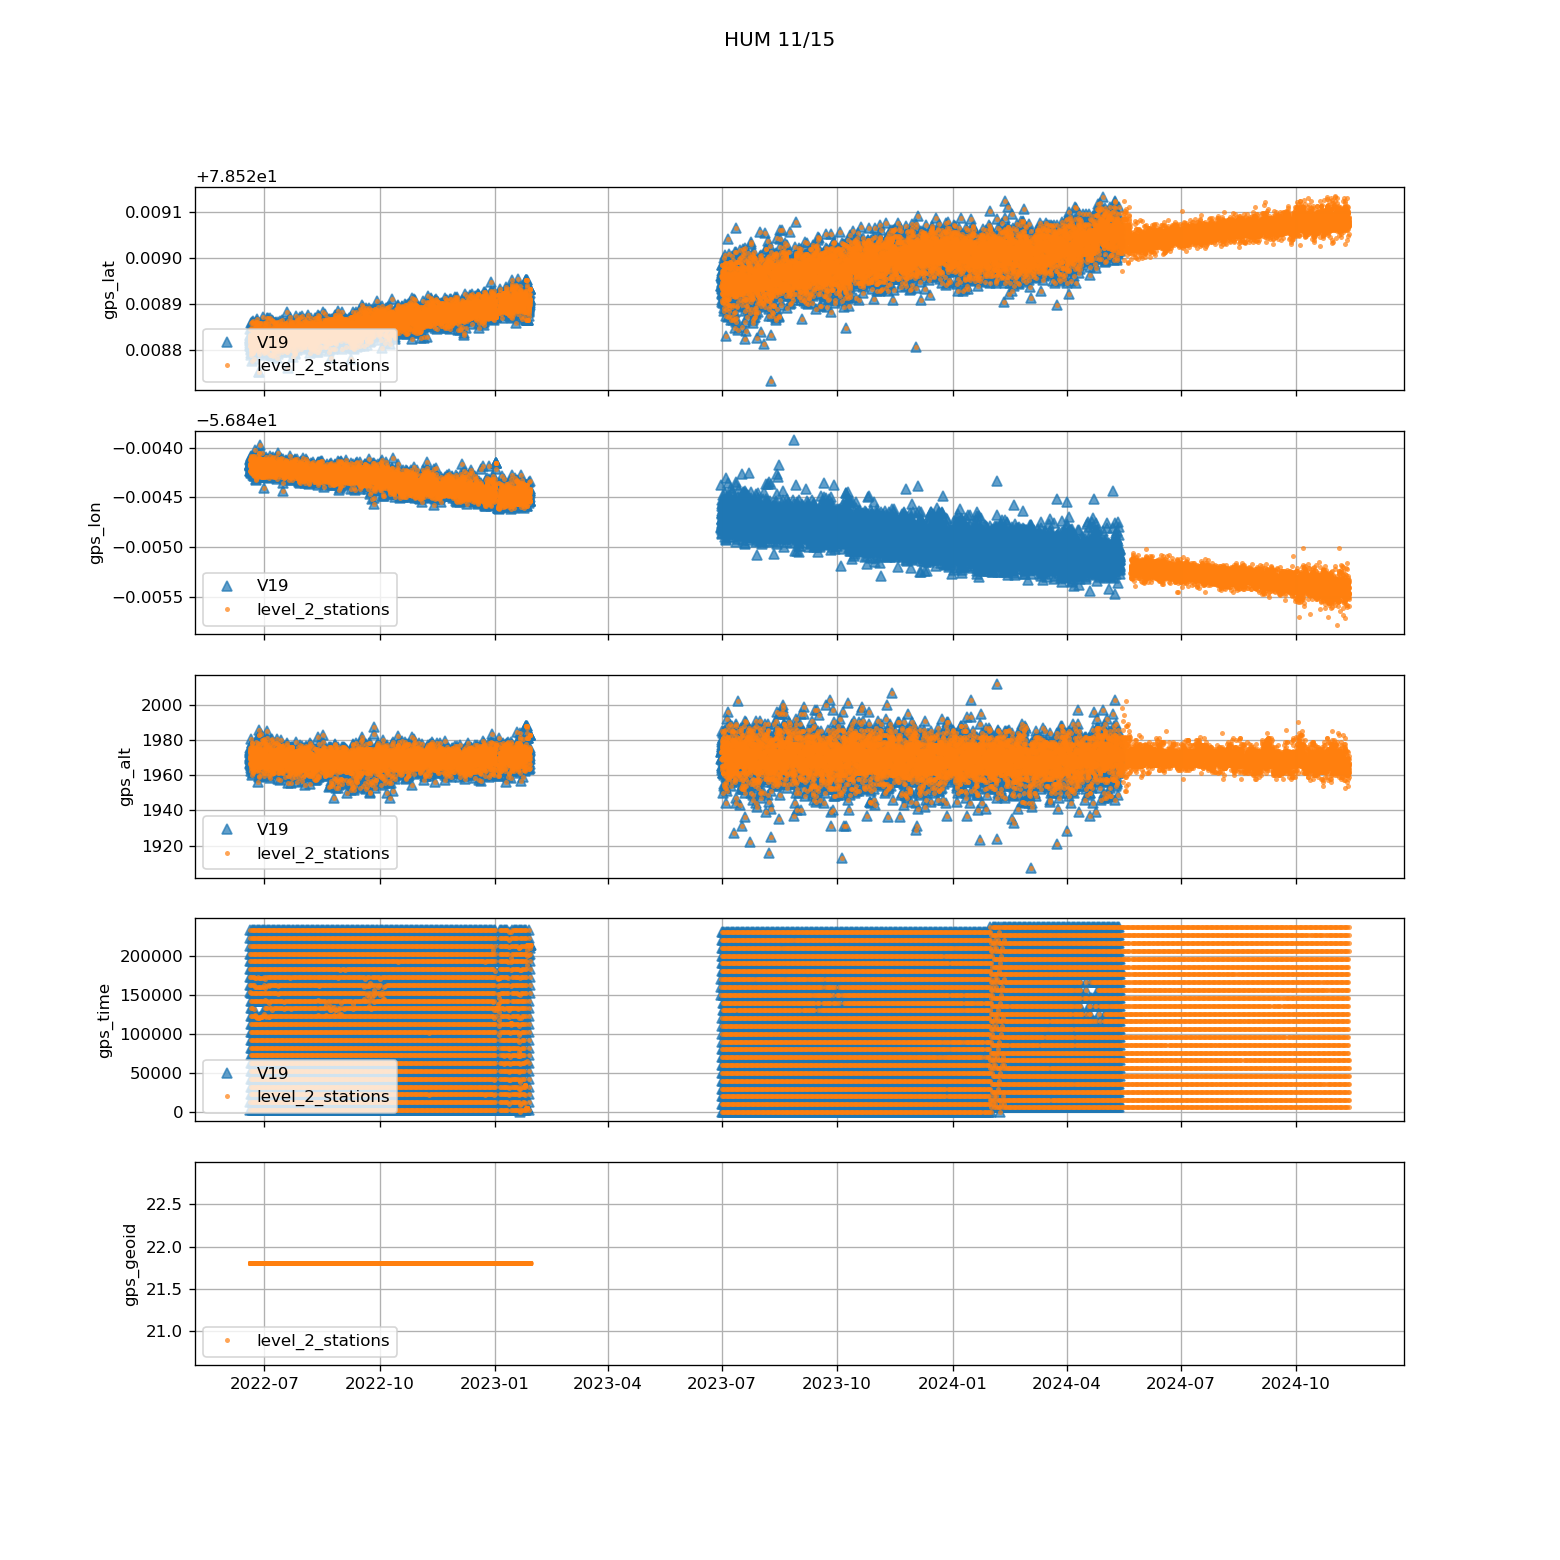 HUM 11/15
+7.852e1
0.0091
0.0090
0.0089
0.0088
gps_lat
V19
level_2_stations
−5.684e1
−0.0040
−0.0045
−0.0050
−0.0055
gps_lon
V19
level_2_stations
2000
1980
1960
1940
1920
gps_alt
V19
level_2_stations
200000
150000
100000
50000
0
gps_time
V19
level_2_stations
22.5
22.0
21.5
21.0
gps_geoid
level_2_stations
2022-07 2022-10 2023-01 2023-04 2023-07 2023-10 2024-01 2024-04 2024-07 2024-10